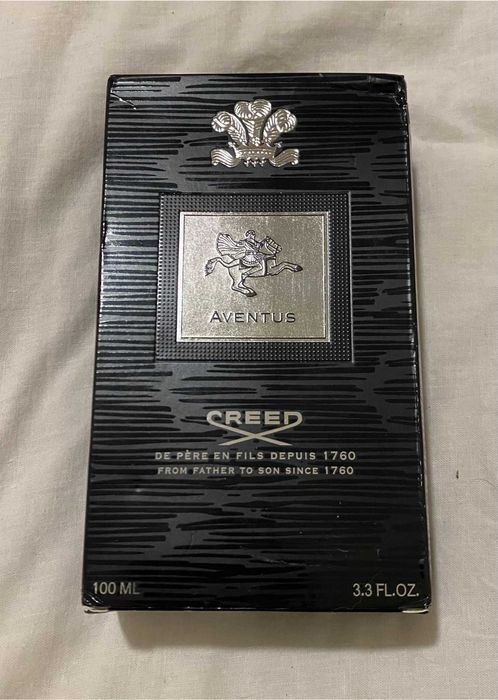 AVENTUS
CREED
DE PÈRE EN FILS DEPUIS 1760
FROM FATHER TO SON SINCE 1760
100 ML 3.3 FL.OZ.